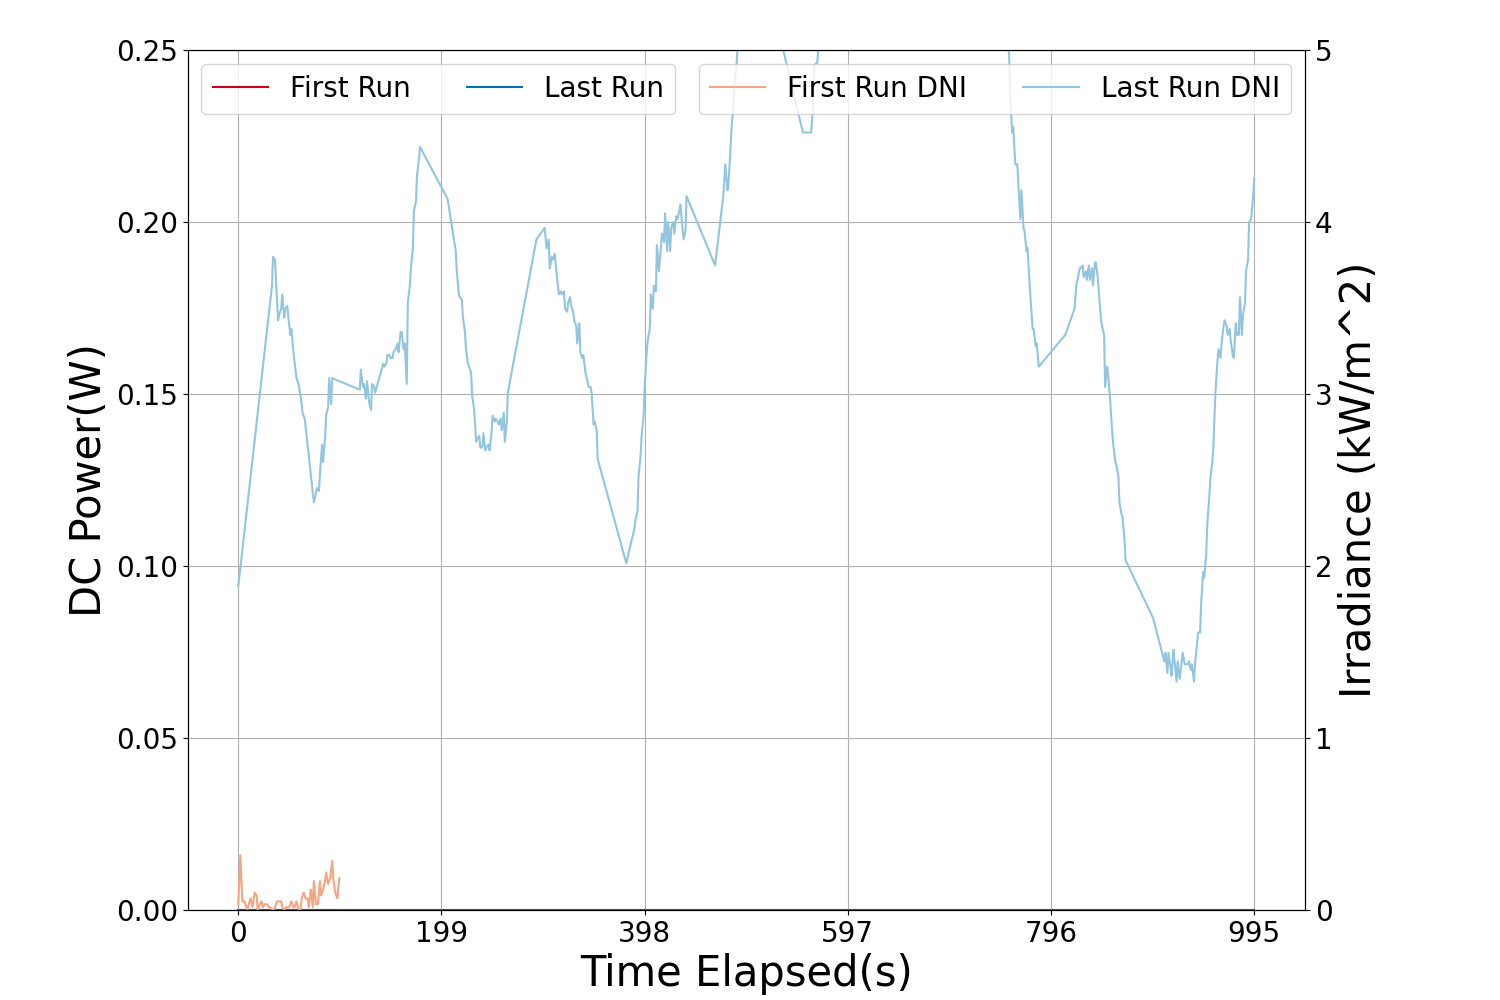 0.25
0.20
0.15
0.10
0.05
0.00
DC Power(W)
First Run
Last Run
First Run DNI
Last Run DNI
5
4
3
2
1
0
Irradiance (kW/m^2)
0 199 398 597 796 995
Time Elapsed(s)